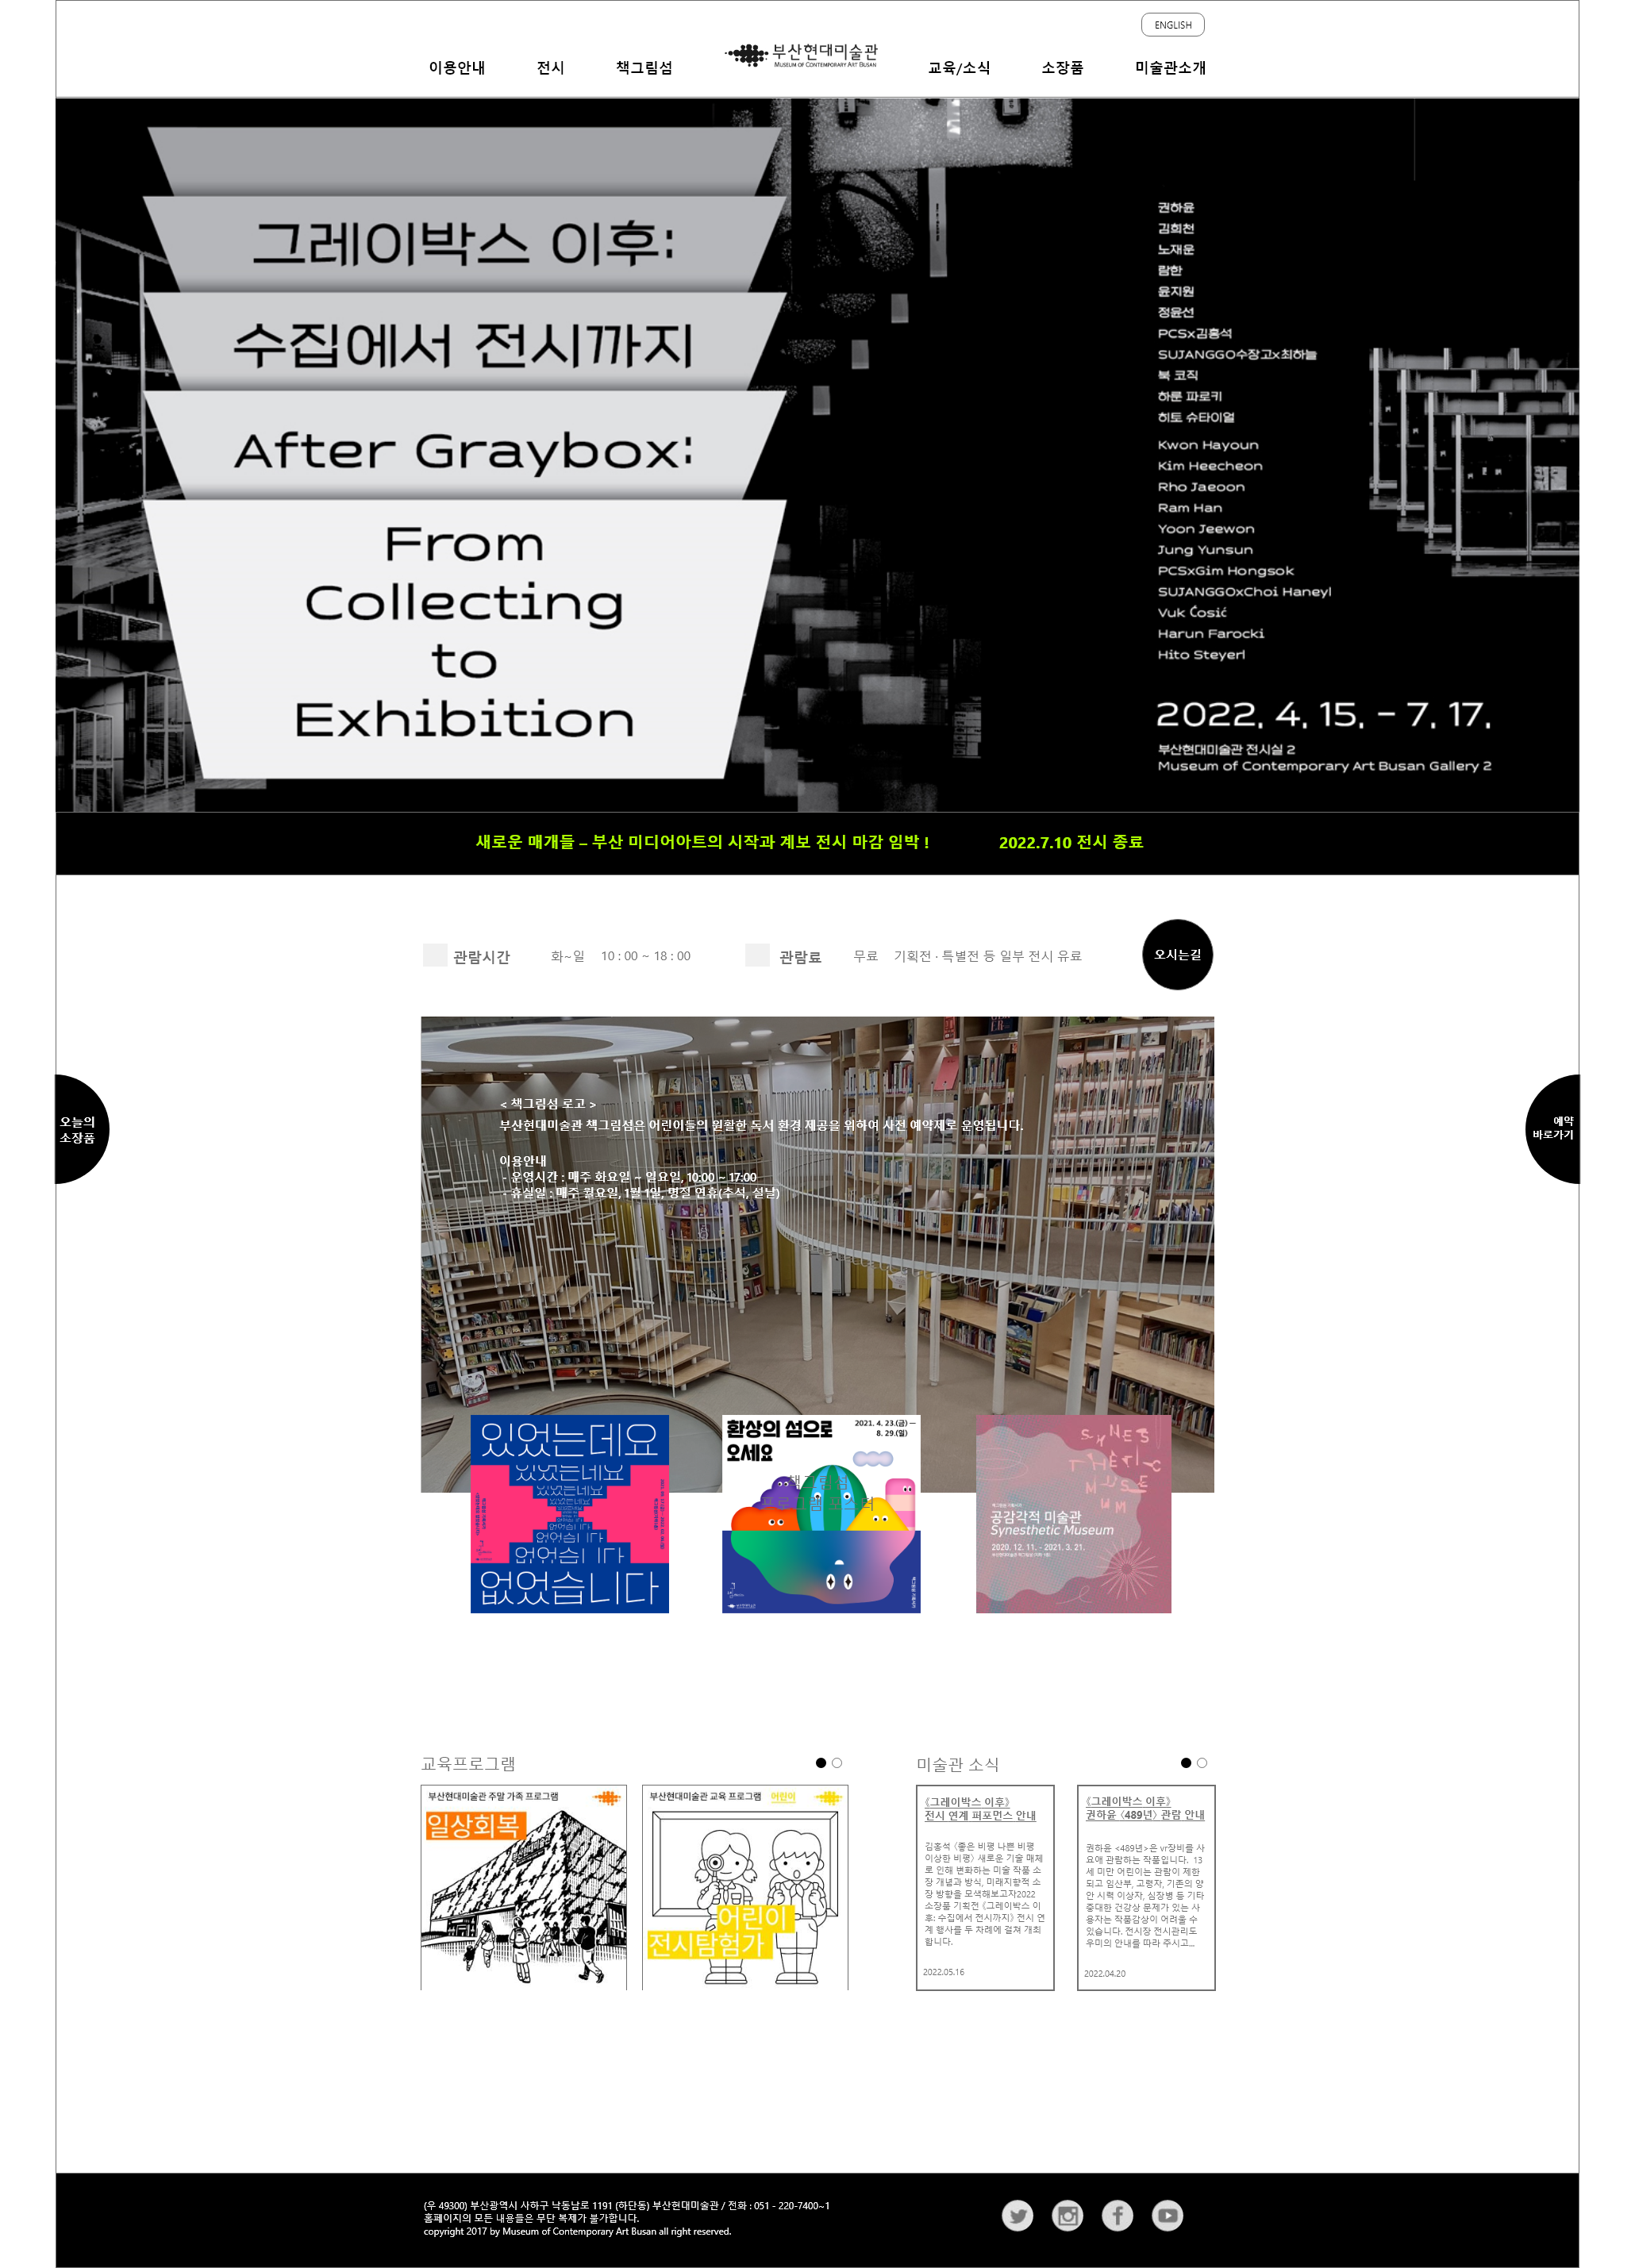 ENGLISH
이용안내
전시
책그림섬
부산현대미술관
MUSEUM OF CONTEMPORARY ART BUSAN
교육/소식
소장품
미술관소개
그레이박스 이후:
수집에서 전시까지
After Graybox:
From
Collecting
to
Exhibition
권하윤
김희천
노재운
람한
윤지원
정윤선
PCSx김홍석
SUJANGGO수장고x최하늘
북 코직
하룬 파로키
히토 슈타이얼
Kwon Hayoun
Kim Heecheon
Rho Jaeoon
Ram Han
Yoon Jeewon
Jung Yunsun
PCSxGim Hongsok
SUJANGGOxChoi Haneyl
Vuk Ćosić
Harun Farocki
Hito Steyerl
2022. 4. 15. – 7. 17.
부산현대미술관 전시실 2
Museum of Contemporary Art Busan Gallery 2
새로운 매개들 – 부산 미디어아트의 시작과 계보 전시 마감 임박 ! 2022.7.10 전시 종료
관람시간 화~일 10 : 00 ~ 18 : 00
관람료 무료 기획전 · 특별전 등 일부 전시 유료
오시는길
오늘의
소장품
예약
바로가기
< 책그림섬 로고 >
부산현대미술관 책그림섬은 어린이들의 원활한 독서 환경 제공을 위하여 사전 예약제로 운영됩니다.
이용안내
- 운영시간 : 매주 화요일 ~ 일요일, 10:00 ~ 17:00
- 휴실일 : 매주 월요일, 1월 1일, 명절 연휴(추석, 설날)
있었는데요
있었는데요
없었습니다
없었습니다
환상의 섬으로
오세요
2021. 4. 23.(금) —
8. 29.(일)
책그림섬
프로그램 포스터
SYNESTHETIC MUSEUM
공감각적 미술관
Synesthetic Museum
2020. 12. 11. - 2021. 3. 21.
교육프로그램
부산현대미술관 주말 가족 프로그램
일상회복
부산현대미술관 교육 프로그램 어린이
어린이
전시탐험가
미술관 소식
《그레이박스 이후》
전시 연계 퍼포먼스 안내
김홍석 〈좋은 비평 나쁜 비평
이상한 비평〉 새로운 기술 매체
로 인해 변화하는 미술 작품 소
장 개념과 방식, 미래지향적 소
장 방향을 모색해보고자2022
소장품 기획전 《그레이박스 이
후: 수집에서 전시까지》 전시 연
계 행사를 두 차례에 걸쳐 개최
합니다.
2022.05.16
《그레이박스 이후》
권하윤 〈489년〉 관람 안내
권하윤 <489년>은 vr장비를 사
요애 관람하는 작품입니다. 13
세 미만 어린이는 관람이 제한
되고 임산부, 고령자, 기존의 양
안 시력 이상자, 심장병 등 기타
중대한 건강상 문제가 있는 사
용자는 작품감상이 어려울 수
있습니다. 전시장 전시관리도
우미의 안내를 따라 주시고...
2022.04.20
(우 49300) 부산광역시 사하구 낙동남로 1191 (하단동) 부산현대미술관 / 전화 : 051 - 220-7400~1
홈페이지의 모든 내용들은 무단 복제가 불가합니다.
copyright 2017 by Museum of Contemporary Art Busan all right reserved.